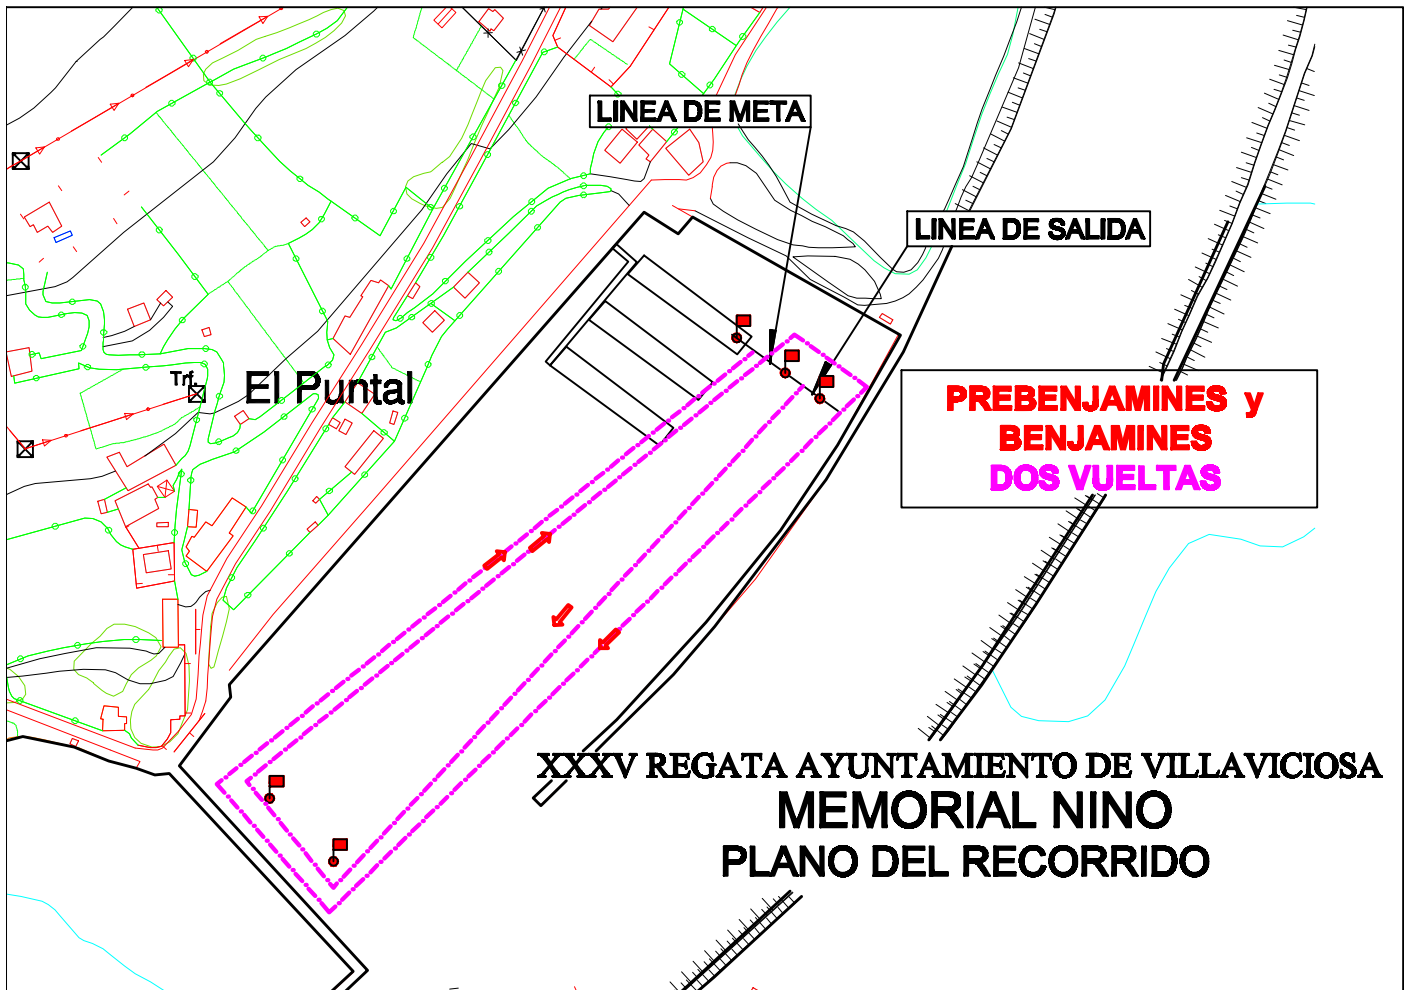 LINEA DE META
LINEA DE SALIDA
Trf.
El Puntal
PREBENJAMINES y
BENJAMINES
DOS VUELTAS
XXXV REGATA AYUNTAMIENTO DE VILLAVICIOSA
MEMORIAL NINO
PLANO DEL RECORRIDO